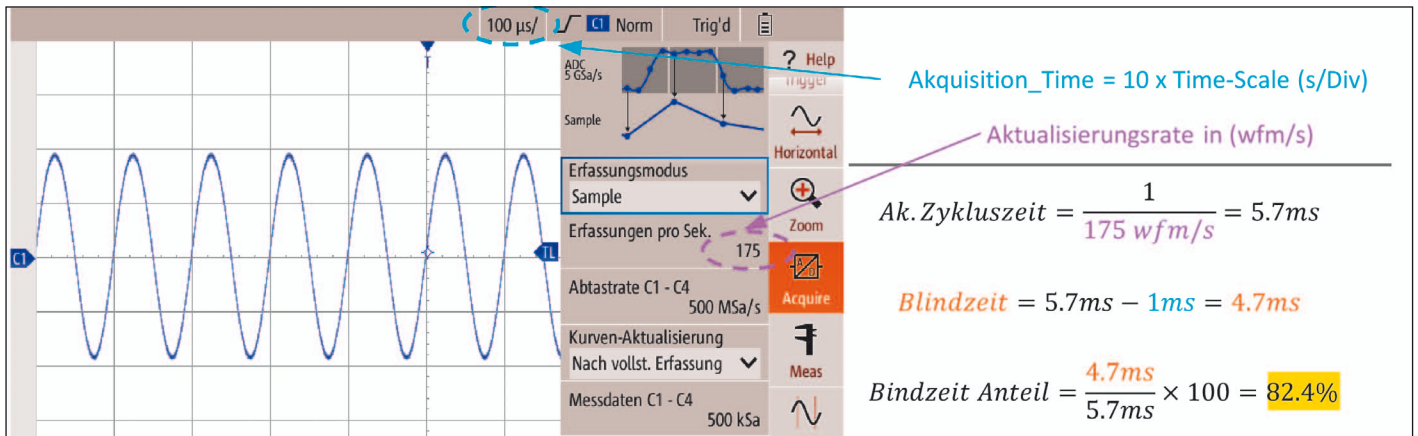 100 µs/ C1 Norm Trig'd
T
ADC
5 GSa/s
Sample
Erfassungsmodus
Sample
Erfassungen pro Sek.
175
Abtastrate C1 - C4
500 MSa/s
Kurven-Aktualisierung
Nach vollst. Erfassung
Messdaten C1 - C4
500 kSa
C1
TL
? Help
Trigger
Horizontal
Zoom
A
D
Acquire
Meas
Akquisition_Time = 10 x Time-Scale (s/Div)
Aktualisierungsrate in (wfm/s)
Ak. Zykluszeit = 1 / 175 wfm/s = 5.7ms
Blindzeit = 5.7ms − 1ms = 4.7ms
Bindzeit Anteil = 4.7ms / 5.7ms × 100 = 82.4%